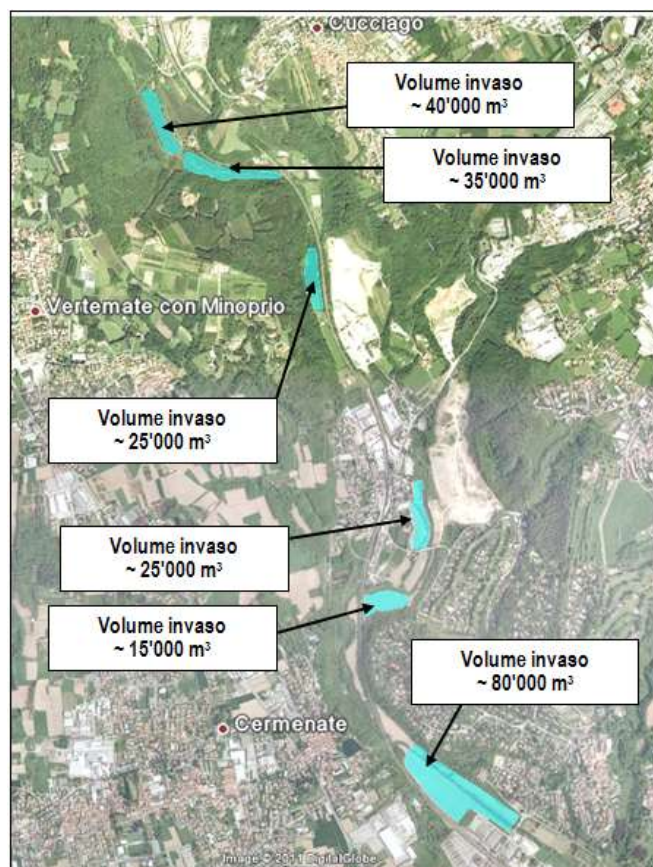 Cucciago
Volume invaso
~ 40'000 m³
Volume invaso
~ 35'000 m³
Vertemate con Minoprio
Volume invaso
~ 25'000 m³
Volume invaso
~ 25'000 m³
Volume invaso
~ 15'000 m³
Volume invaso
~ 80'000 m³
Cermenate
Image © 2011 DigitalGlobe